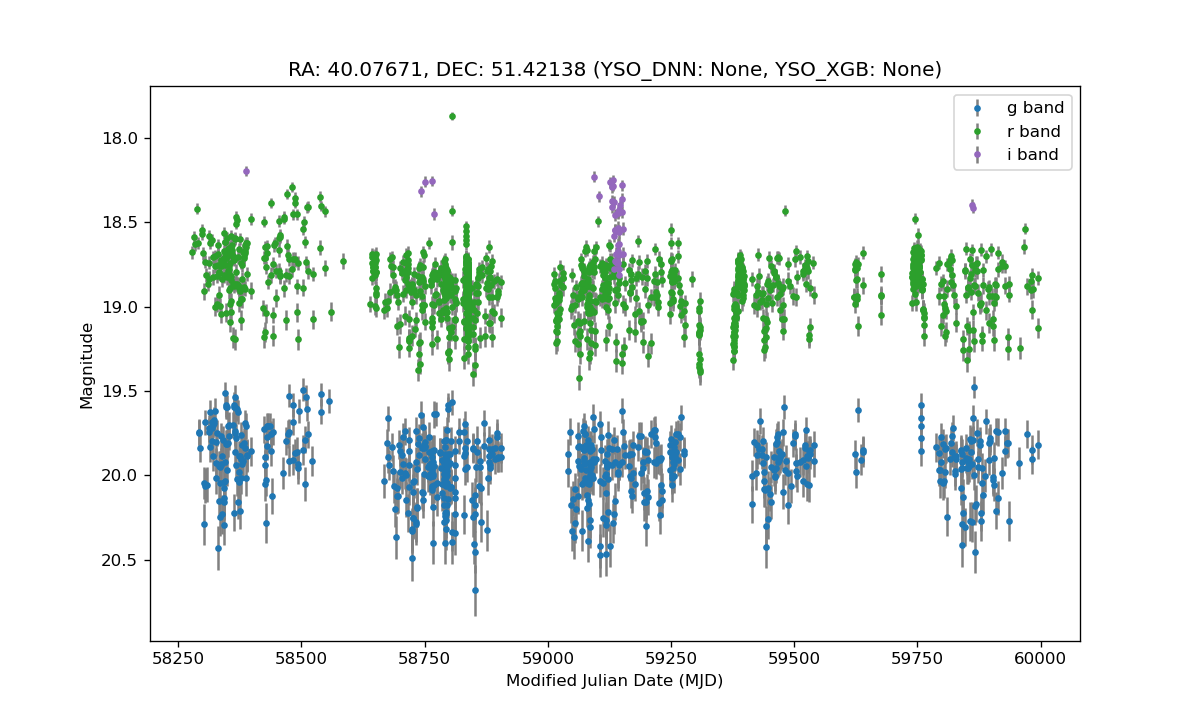 RA: 40.07671, DEC: 51.42138 (YSO_DNN: None, YSO_XGB: None)
g band
r band
i band
18.0
18.5
19.0
19.5
20.0
20.5
Magnitude
58250 58500 58750 59000 59250 59500 59750 60000
Modified Julian Date (MJD)